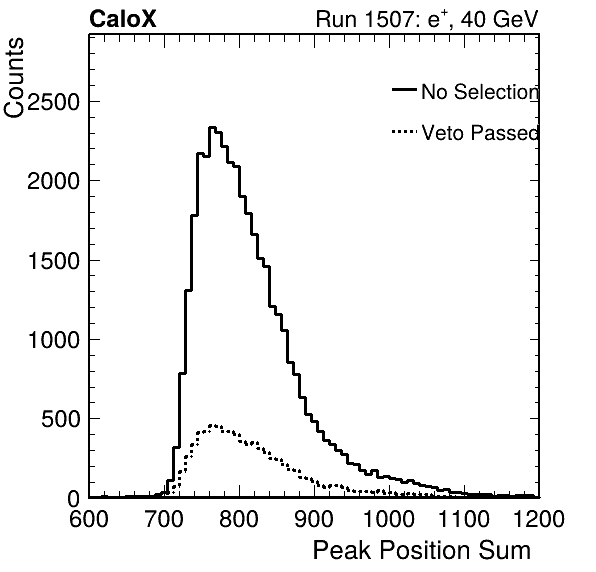 CaloX
Run 1507: e+, 40 GeV
Counts
No Selection
Veto Passed
2500
2000
1500
1000
500
0
600 700 800 900 1000 1100 1200
Peak Position Sum